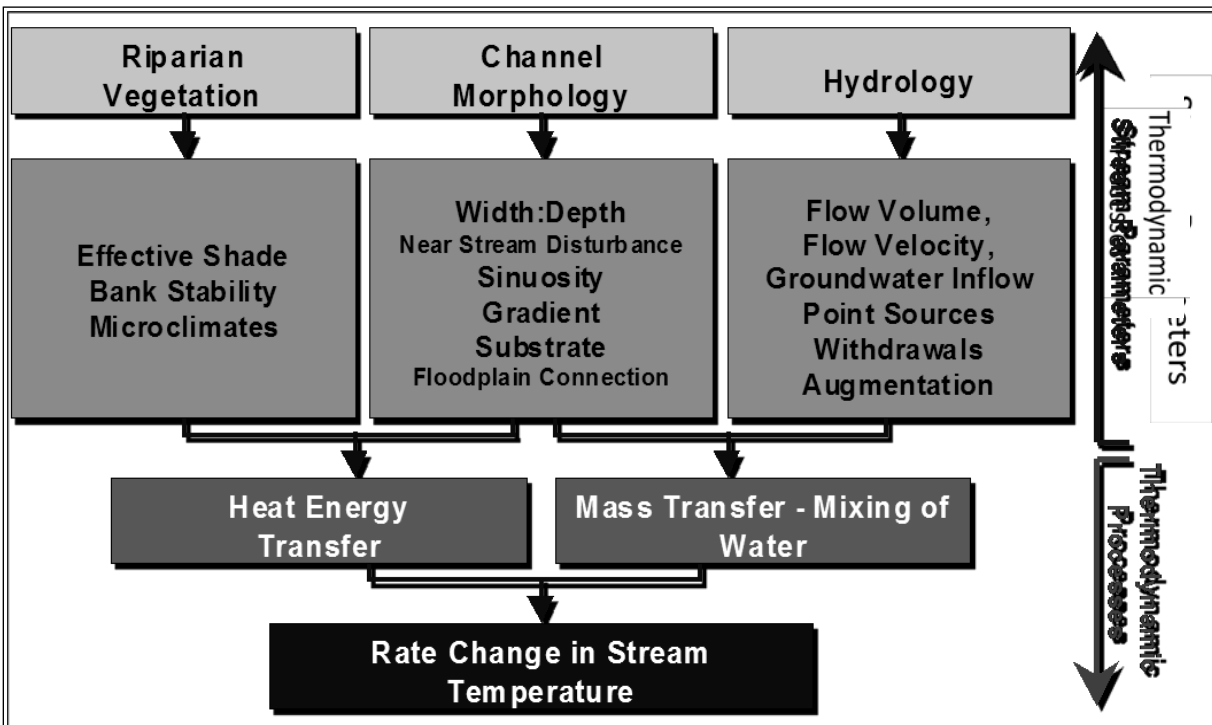 Riparian
Vegetation
Channel
Morphology
Hydrology
Effective Shade
Bank Stability
Microclimates
Width:Depth
Near Stream Disturbance
Sinuosity
Gradient
Substrate
Floodplain Connection
Flow Volume,
Flow Velocity,
Groundwater Inflow
Point Sources
Withdrawals
Augmentation
Heat Energy
Transfer
Mass Transfer - Mixing of
Water
Rate Change in Stream
Temperature
Stream Parameters
Thermodynamic
eters
Thermodynamic
Processes